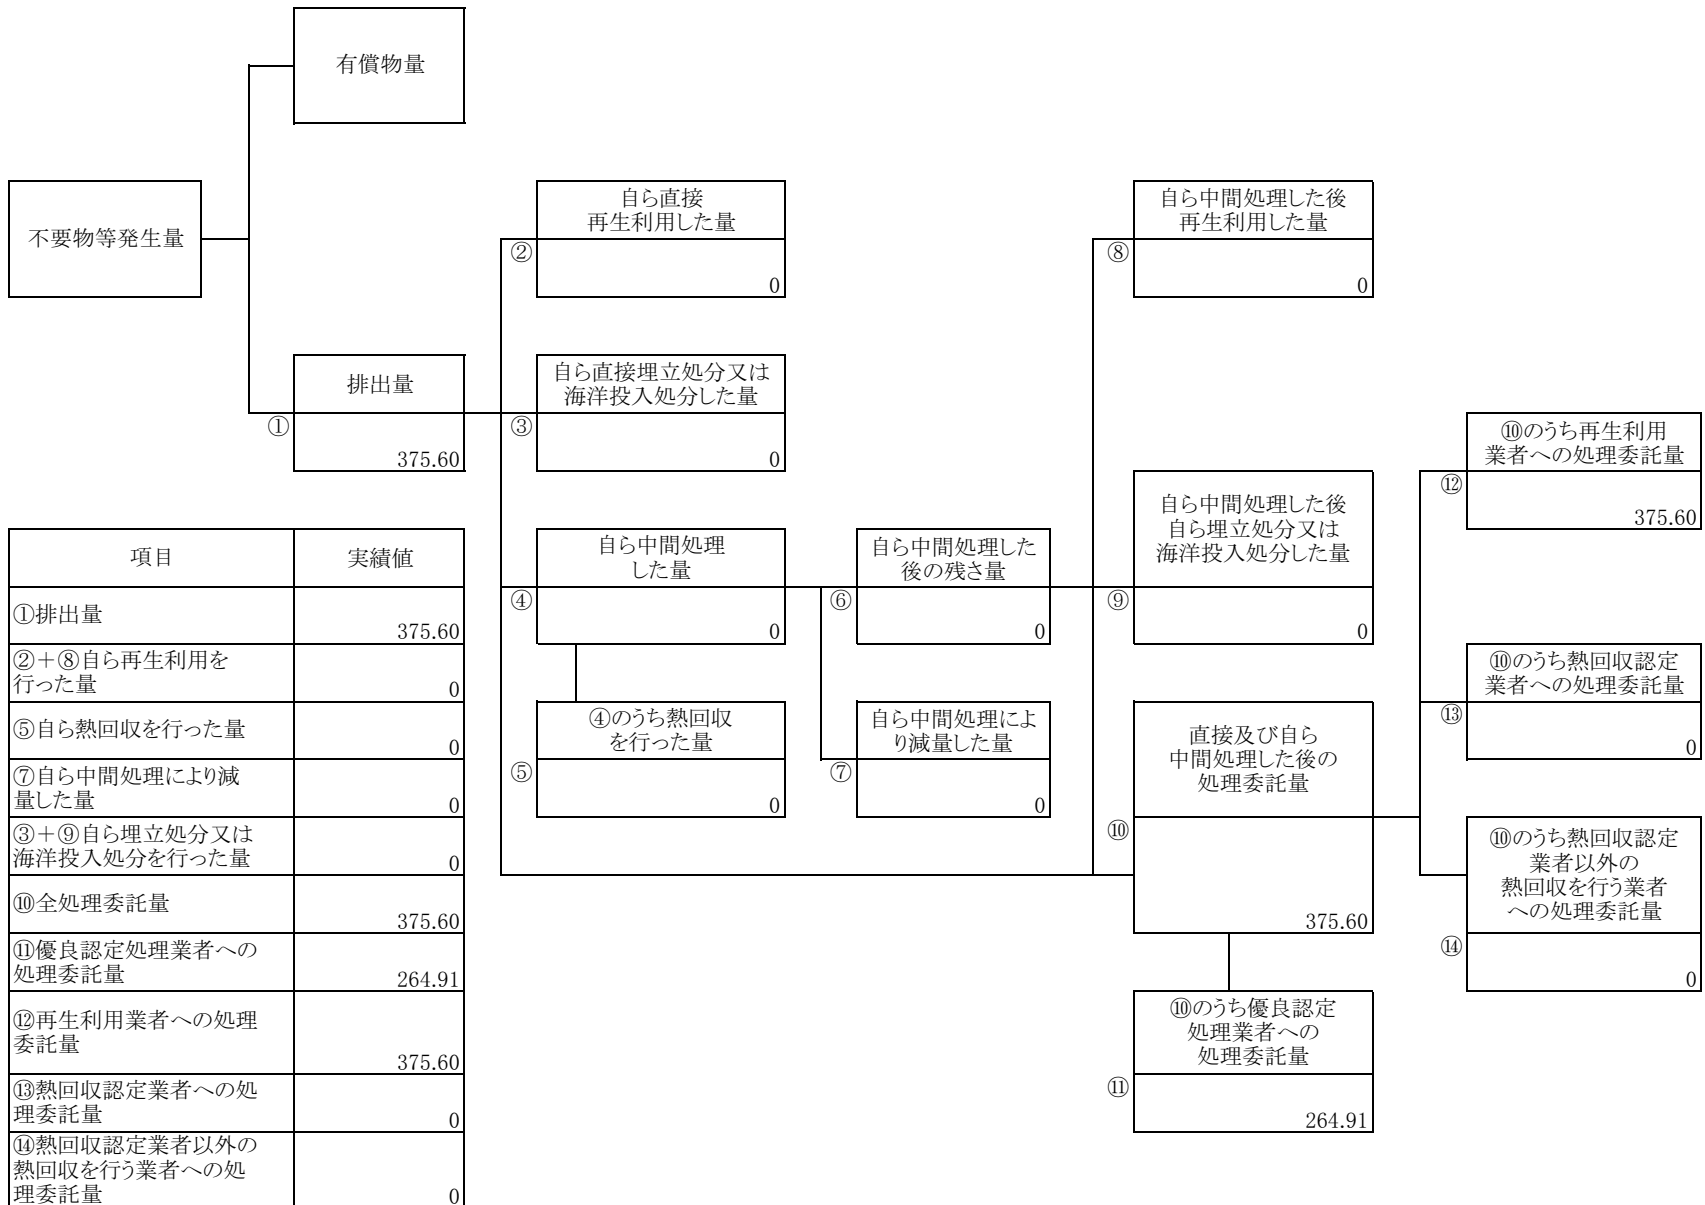 有償物量
不要物等発生量
自ら直接
再生利用した量
②
0
自ら中間処理した後
再生利用した量
⑧
0
排出量
①
375.60
自ら直接埋立処分又は
海洋投入処分した量
③
0
⑩のうち再生利用
業者への処理委託量
⑫
375.60
自ら中間処理
した量
④
0
自ら中間処理した
後の残さ量
⑥
0
自ら中間処理した後
自ら埋立処分又は
海洋投入処分した量
⑨
0
⑩のうち熱回収認定
業者への処理委託量
⑬
0
④のうち熱回収
を行った量
⑤
0
自ら中間処理によ
り減量した量
⑦
0
直接及び自ら
中間処理した後の
処理委託量
⑩
375.60
⑩のうち熱回収認定
業者以外の
熱回収を行う業者
への処理委託量
⑭
0
⑩のうち優良認定
処理業者への
処理委託量
⑪
264.91
項目 実績値
①排出量
375.60
②+⑧自ら再生利用を
行った量
0
⑤自ら熱回収を行った量
0
⑦自ら中間処理により減
量した量
0
③+⑨自ら埋立処分又は
海洋投入処分を行った量
0
⑩全処理委託量
375.60
⑪優良認定処理業者への
処理委託量
264.91
⑫再生利用業者への処理
委託量
375.60
⑬熱回収認定業者への処
理委託量
0
⑭熱回収認定業者以外の
熱回収を行う業者への処
理委託量
0